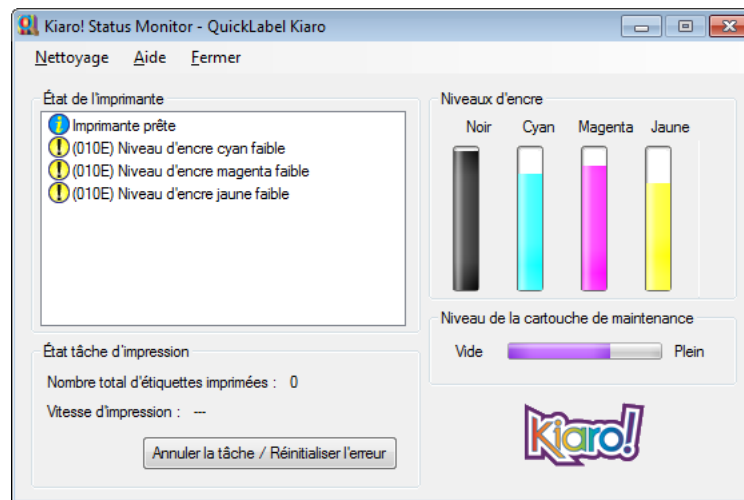 Kiaro! Status Monitor - QuickLabel Kiaro
Nettoyage Aide Fermer
État de l'imprimante
Imprimante prête
(010E) Niveau d'encre cyan faible
(010E) Niveau d'encre magenta faible
(010E) Niveau d'encre jaune faible
Niveaux d'encre
Noir Cyan Magenta Jaune
Niveau de la cartouche de maintenance
Vide Plein
État tâche d'impression
Nombre total d'étiquettes imprimées : 0
Vitesse d'impression : ---
Annuler la tâche / Réinitialiser l'erreur
Kiaro!